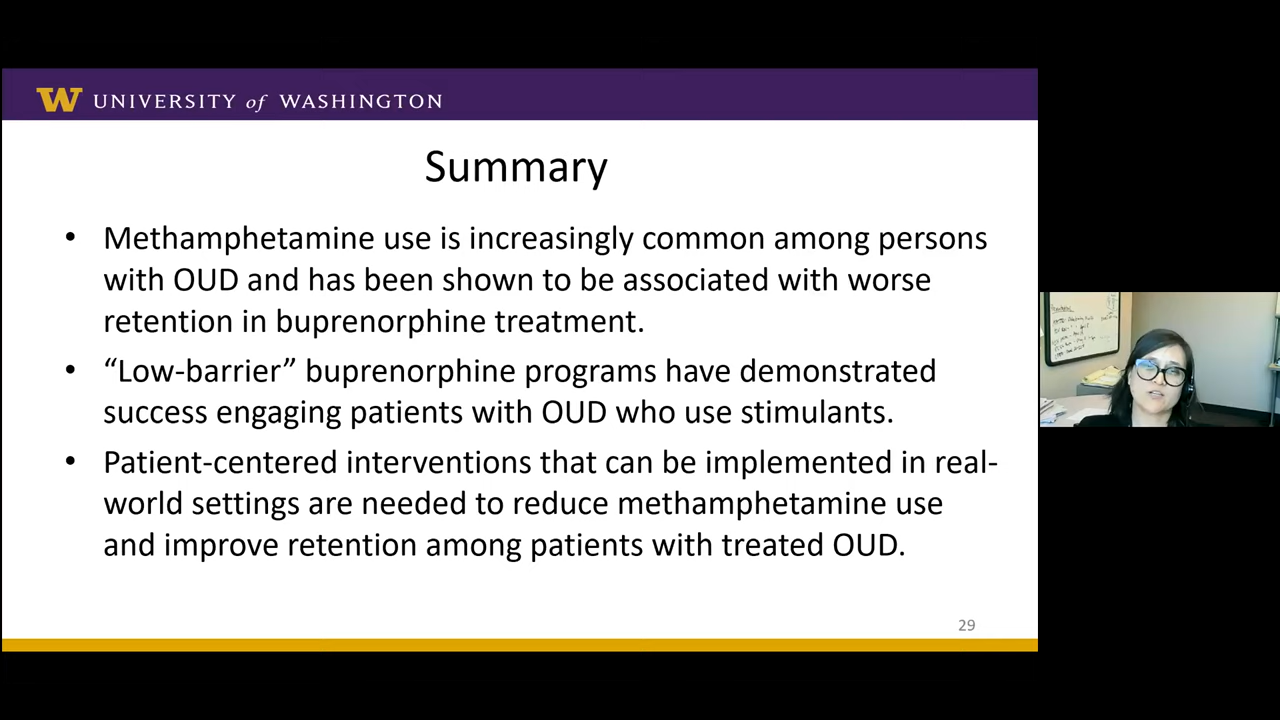 W UNIVERSITY of WASHINGTON
Summary
• Methamphetamine use is increasingly common among persons
with OUD and has been shown to be associated with worse
retention in buprenorphine treatment.
• “Low-barrier” buprenorphine programs have demonstrated
success engaging patients with OUD who use stimulants.
• Patient-centered interventions that can be implemented in real-
world settings are needed to reduce methamphetamine use
and improve retention among patients with treated OUD.
29